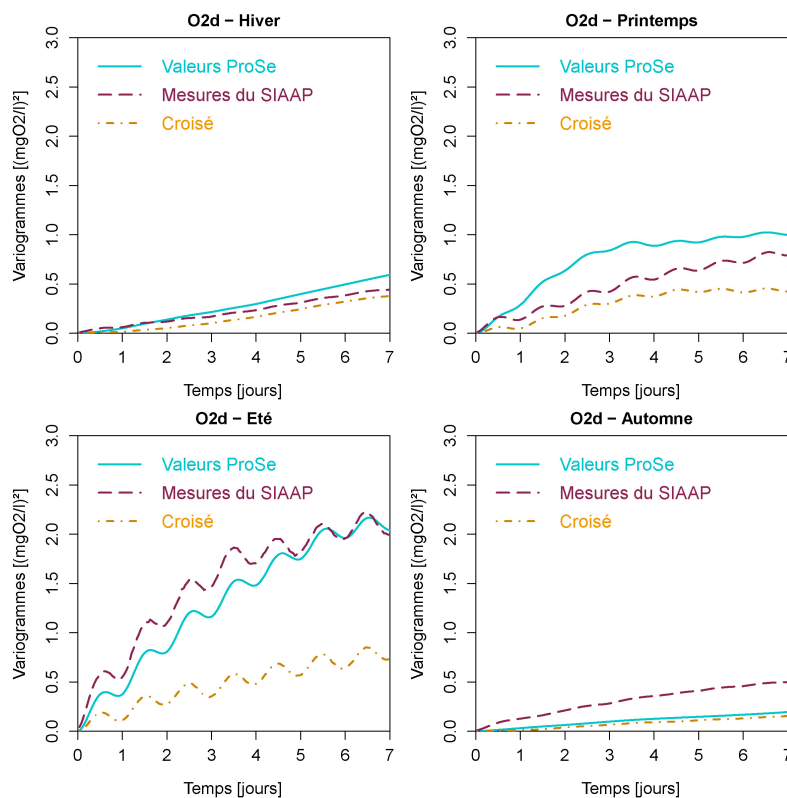 O2d − Hiver
Variogrammes [(mgO2/l)²]
3.0
2.5
2.0
1.5
1.0
0.5
0.0
Valeurs ProSe
Mesures du SIAAP
Croisé
0 1 2 3 4 5 6 7
Temps [jours]
O2d − Printemps
Variogrammes [(mgO2/l)²]
3.0
2.5
2.0
1.5
1.0
0.5
0.0
Valeurs ProSe
Mesures du SIAAP
Croisé
0 1 2 3 4 5 6 7
Temps [jours]
O2d − Eté
Variogrammes [(mgO2/l)²]
3.0
2.5
2.0
1.5
1.0
0.5
0.0
Valeurs ProSe
Mesures du SIAAP
Croisé
0 1 2 3 4 5 6 7
Temps [jours]
O2d − Automne
Variogrammes [(mgO2/l)²]
3.0
2.5
2.0
1.5
1.0
0.5
0.0
Valeurs ProSe
Mesures du SIAAP
Croisé
0 1 2 3 4 5 6 7
Temps [jours]